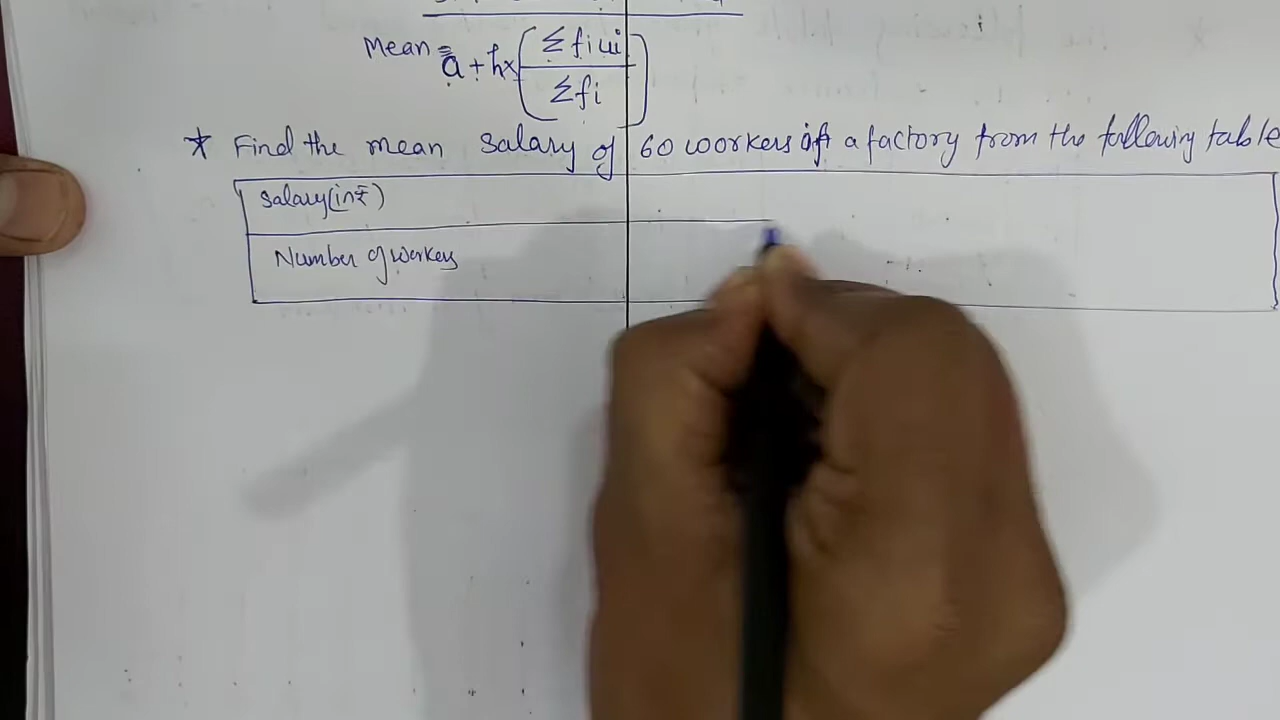 Mean = a + h × ( Σfiui / Σfi )
* Find the mean salary of 60 workers of a factory from the following table
Salary (in ₹)
Number of workers